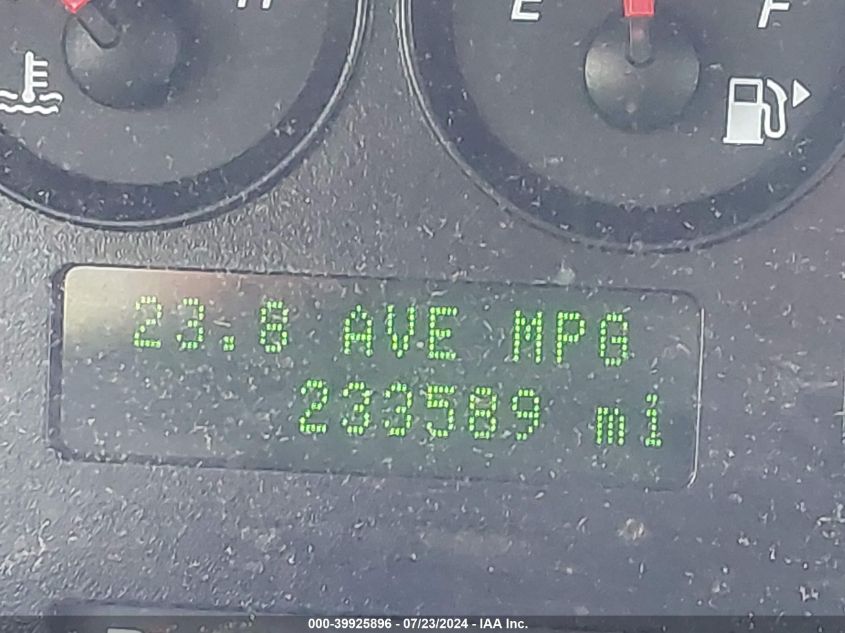 H
E F
23.8 AVE MPG
233589 mi
000-39925896 - 07/23/2024 - IAA Inc.